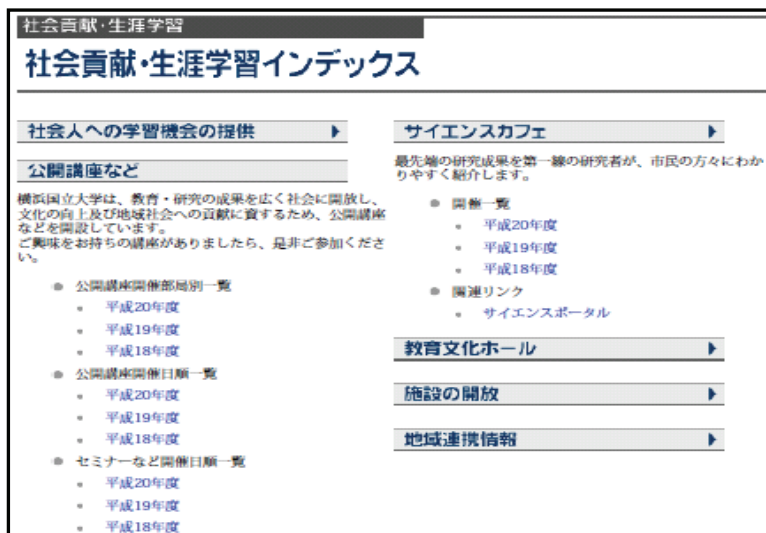 社会貢献･生涯学習
社会貢献･生涯学習インデックス
社会人への学習機会の提供
公開講座など
横浜国立大学は、教育・研究の成果を広く社会に開放し、
文化の向上及び地域社会への貢献に資するため、公開講座
などを開設しています。
ご興味をお持ちの講座がありましたら、是非ご参加くださ
い。
公開講座開催部局別一覧
平成20年度
平成19年度
平成18年度
公開講座開催日順一覧
平成20年度
平成19年度
平成18年度
セミナーなど開催日順一覧
平成20年度
平成19年度
平成18年度
サイエンスカフェ
最先端の研究成果を第一線の研究者が、市民の方々にわか
りやすく紹介します。
開催一覧
平成20年度
平成19年度
平成18年度
関連リンク
サイエンスポータル
教育文化ホール
施設の開放
地域連携情報